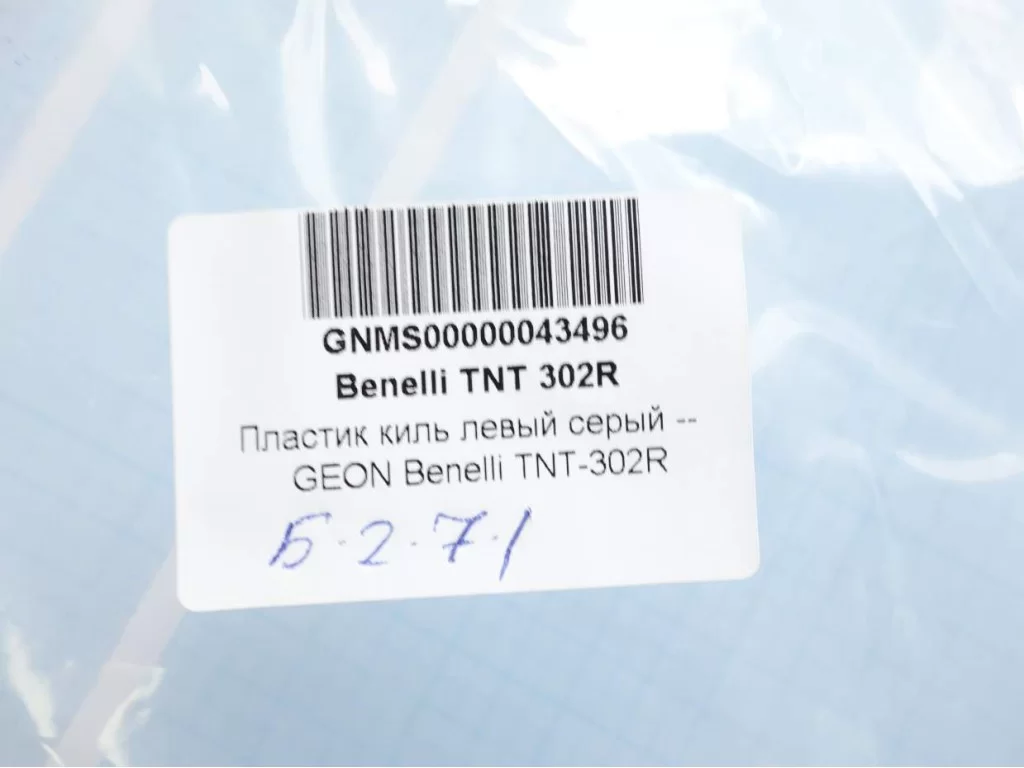 GNMS00000043496
Benelli TNT 302R
Пластик киль левый серый --
GEON Benelli TNT-302R
Б-2-7-1